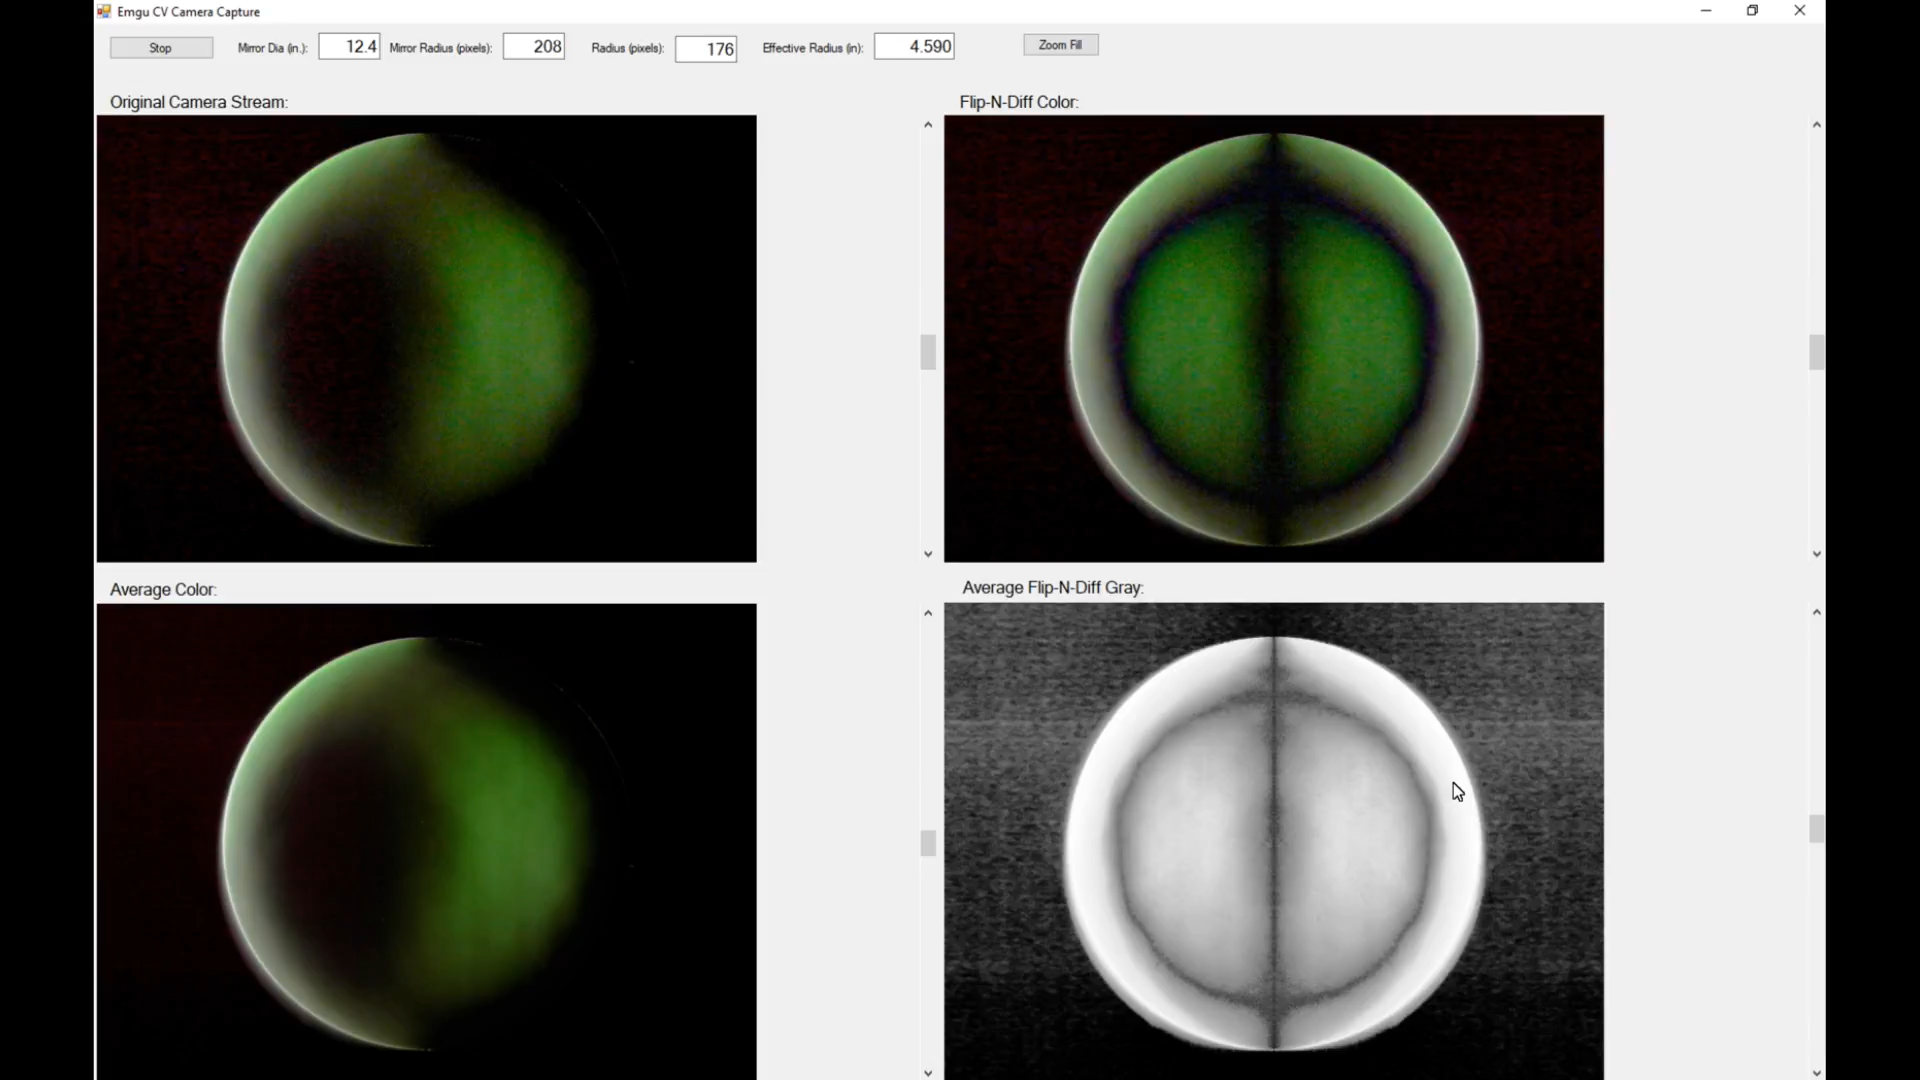 Emgu CV Camera Capture
Stop Mirror Dia (in.): 12.4 Mirror Radius (pixels): 208 Radius (pixels): 176 Effective Radius (in): 4.590 Zoom Fill
Original Camera Stream: Flip-N-Diff Color:
Average Color: Average Flip-N-Diff Gray: